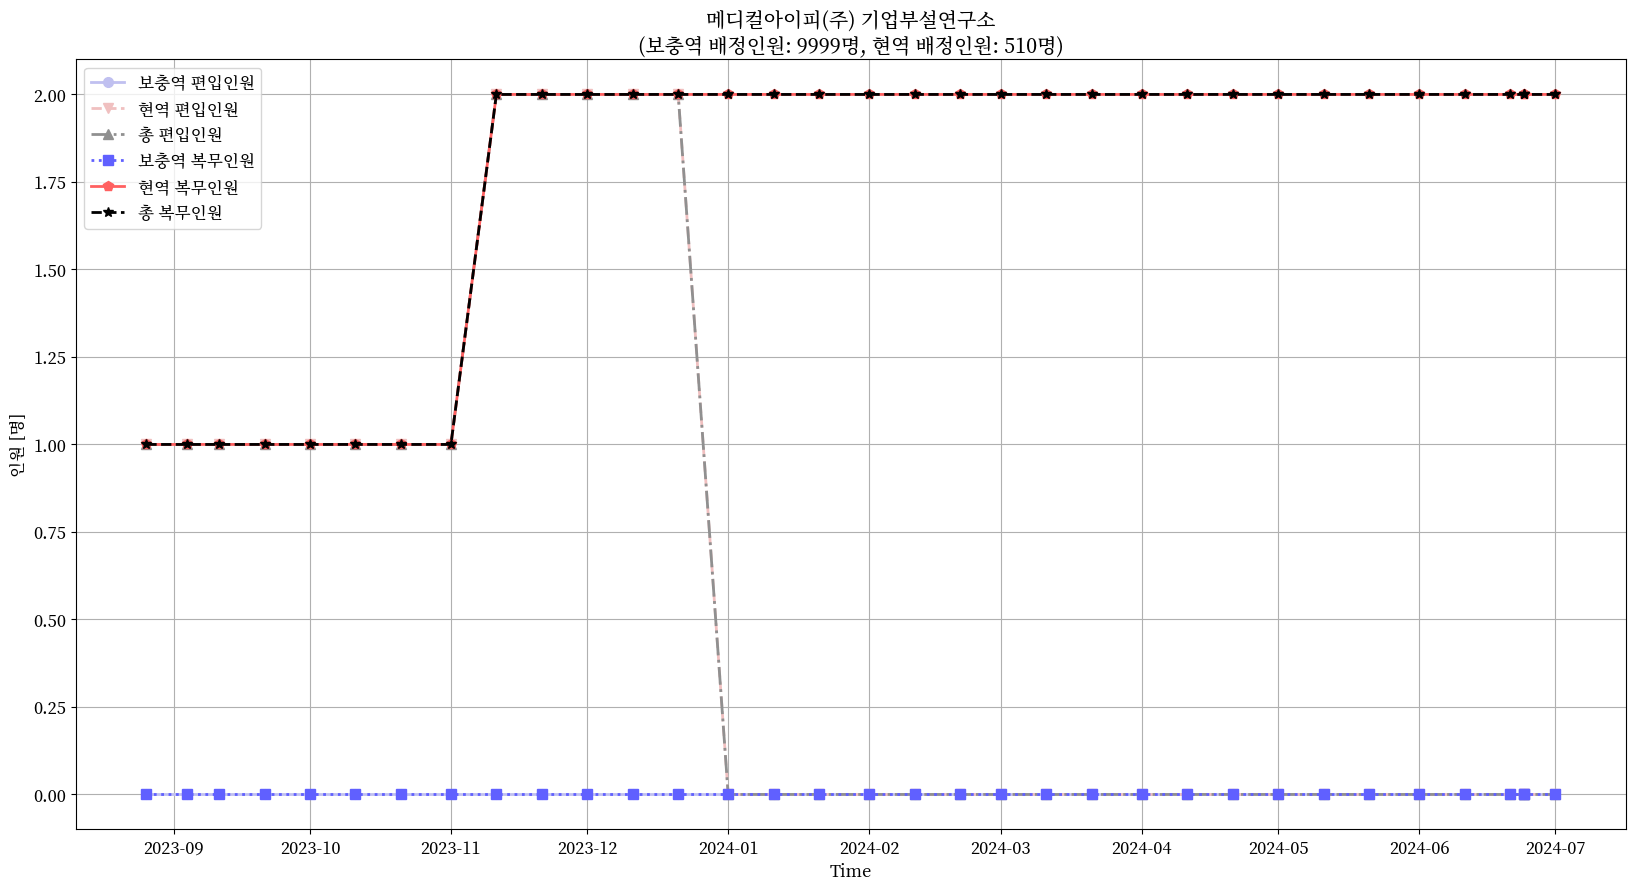 메디컬아이피(주) 기업부설연구소
(보충역 배정인원: 9999명, 현역 배정인원: 510명)
보충역 편입인원
현역 편입인원
총 편입인원
보충역 복무인원
현역 복무인원
총 복무인원
2.00
1.75
1.50
1.25
1.00
0.75
0.50
0.25
0.00
인원 [명]
2023-09 2023-10 2023-11 2023-12 2024-01 2024-02 2024-03 2024-04 2024-05 2024-06 2024-07
Time